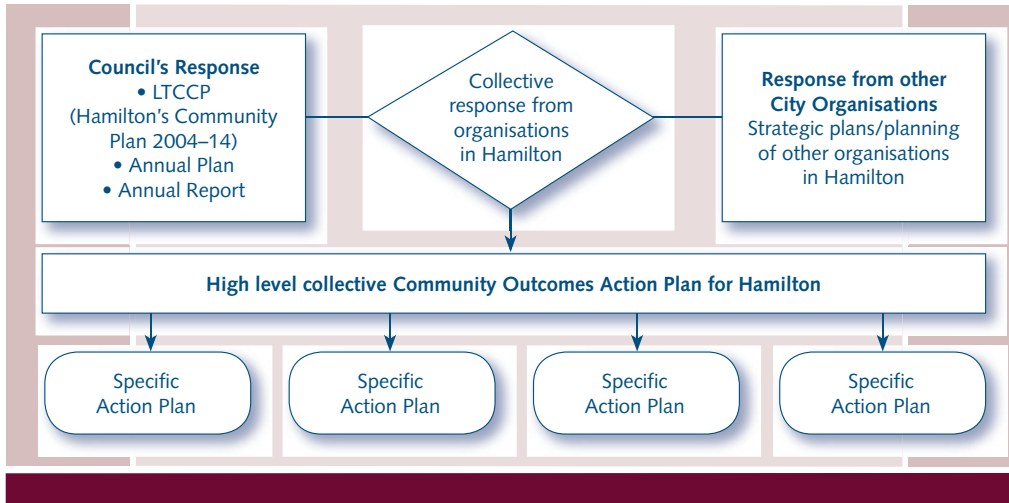 Council's Response
• LTCCP
(Hamilton's Community
Plan 2004–14)
• Annual Plan
• Annual Report
Collective
response from
organisations
in Hamilton
Response from other
City Organisations
Strategic plans/planning
of other organisations
in Hamilton
High level collective Community Outcomes Action Plan for Hamilton
Specific
Action Plan
Specific
Action Plan
Specific
Action Plan
Specific
Action Plan